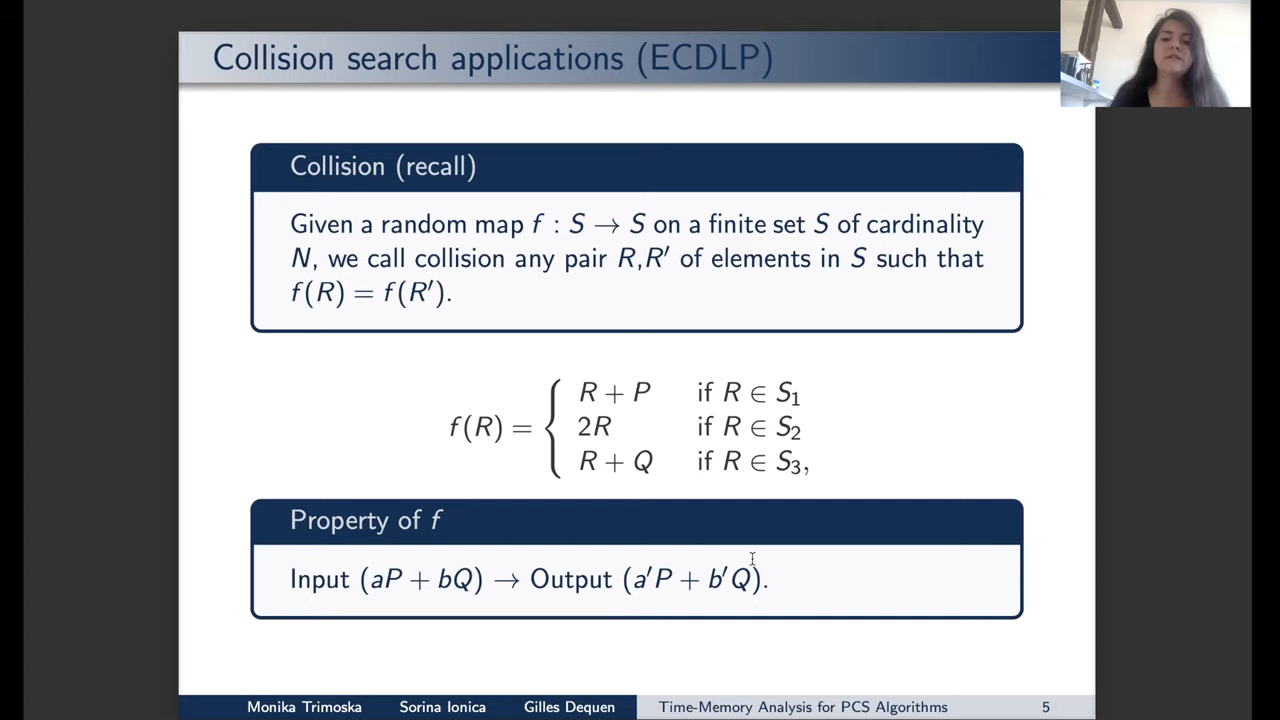 Collision search applications (ECDLP)
Collision (recall)
Given a random map f : S → S on a finite set S of cardinality
N, we call collision any pair R,R′ of elements in S such that
f(R) = f(R′).
f(R) = { R + P if R ∈ S₁
2R if R ∈ S₂
R + Q if R ∈ S₃,
Property of f
Input (aP + bQ) → Output (a′P + b′Q).
Monika Trimoska Sorina Ionica Gilles Dequen Time-Memory Analysis for PCS Algorithms 5